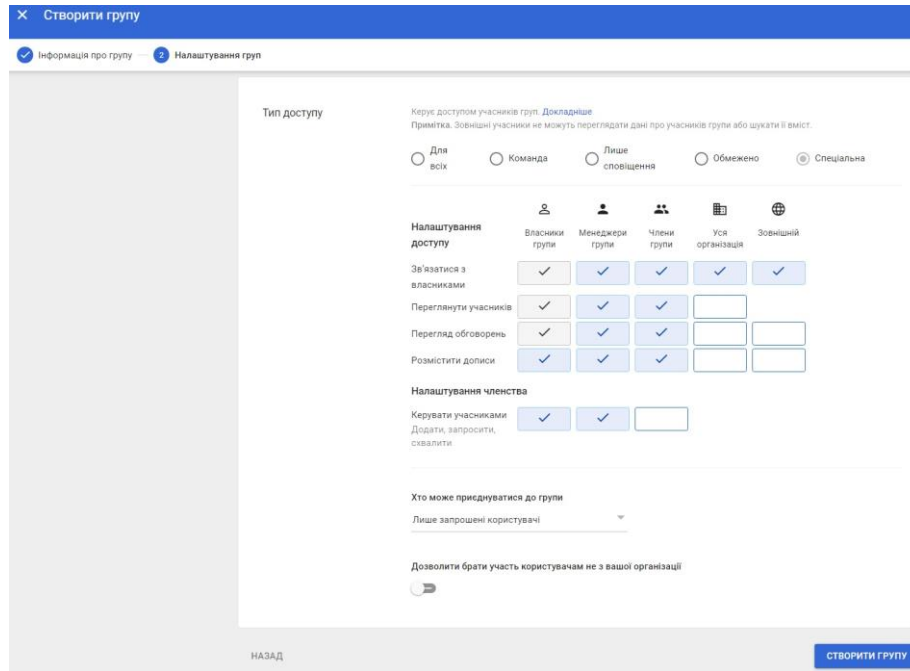 Створити групу
Інформація про групу
2 Налаштування груп
Тип доступу
Керує доступом учасників груп. Докладніше
Примітка. Зовнішні учасники не можуть переглядати дані про учасників групи або шукати її вміст.
Для
всіх
Команда
Лише
сповіщення
Обмежено
Спеціальна
Налаштування
доступу
Власники
групи
Менеджери
групи
Члени
групи
Уся
організація
Зовнішній
Зв'язатися з
власниками
Переглянути учасників
Перегляд обговорень
Розмістити дописи
Налаштування членства
Керувати учасниками
Додати, запросити,
схвалити
Хто може приєднуватися до групи
Лише запрошені користувачі
Дозволити брати участь користувачам не з вашої організації
НАЗАД
СТВОРИТИ ГРУПУ